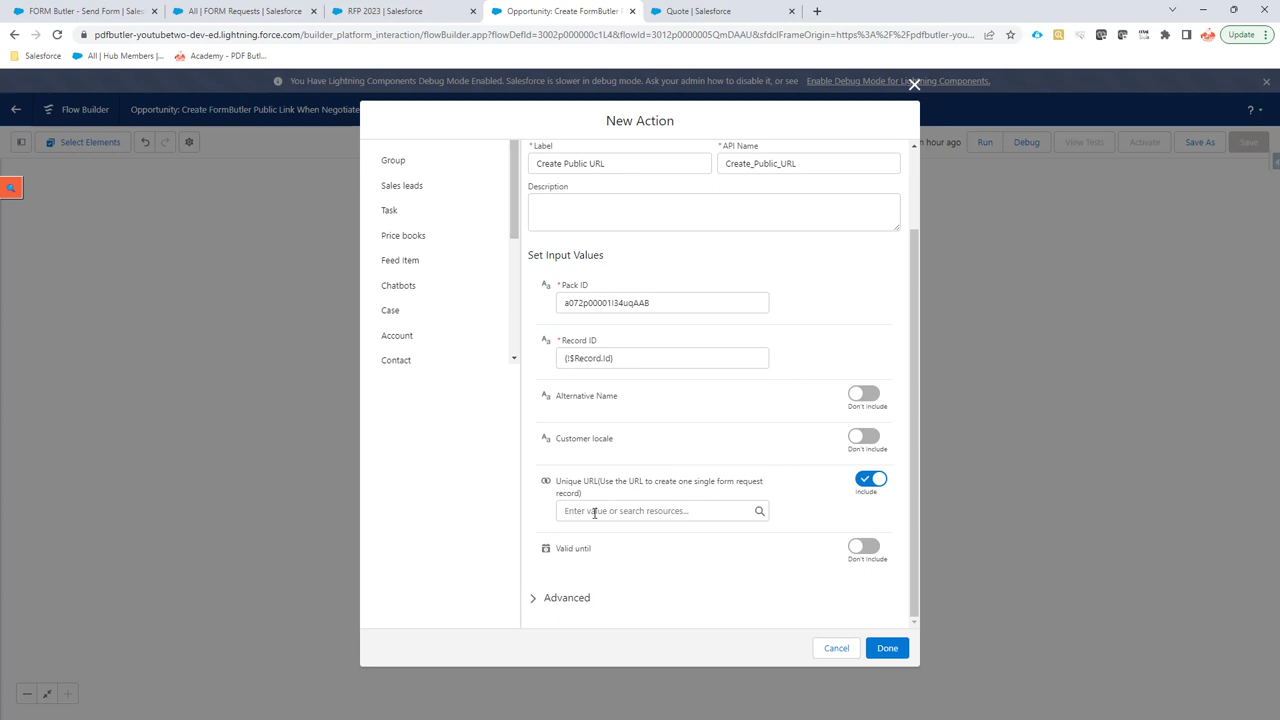 FORM Butler - Send Form | Sales
All | FORM Requests | Salesforce
RFP 2023 | Salesforce
Opportunity: Create FormButler P
Quote | Salesforce
pdfbutler-youtubetwo-dev-ed.lightning.force.com/builder_platform_interaction/flowBuilder.app?flowDefId=3002p000000c1L4&flowId=3012p0000005QmDAAU&sfdcIFrameOrigin=https%3A%2F%2Fpdfbutler-you...
Update
Salesforce
All | Hub Members |...
Academy - PDF Butl...
You Have Lightning Components Debug Mode Enabled. Salesforce is slower in debug mode. Ask your admin how to disable it, or see Enable Debug Mode for Lightning Components.
Flow Builder
Opportunity: Create FormButler Public Link When Negotiate
?
Select Elements
n hour ago
Run
Debug
View Tests
Activate
Save As
Save
New Action
Group
Sales leads
Task
Price books
Feed Item
Chatbots
Case
Account
Contact
* Label
* API Name
Create Public URL
Create_Public_URL
Description
Set Input Values
Aa * Pack ID
a072p00001I34uqAAB
Aa * Record ID
{!$Record.Id}
Aa Alternative Name
Don't Include
Aa Customer locale
Don't Include
Unique URL(Use the URL to create one single form request
record)
Include
Enter value or search resources...
Valid until
Don't Include
Advanced
Cancel
Done